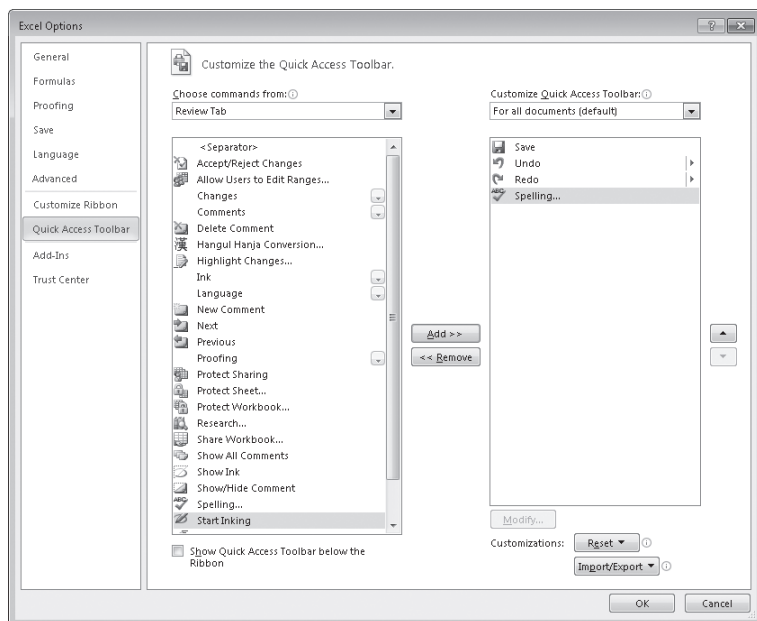 Excel Options
General
Formulas
Proofing
Save
Language
Advanced
Customize Ribbon
Quick Access Toolbar
Add-Ins
Trust Center
Customize the Quick Access Toolbar.
Choose commands from:
Review Tab
<Separator>
Accept/Reject Changes
Allow Users to Edit Ranges...
Changes
Comments
Delete Comment
漢 Hangul Hanja Conversion...
Highlight Changes...
Ink
Language
New Comment
Next
Previous
Proofing
Protect Sharing
Protect Sheet...
Protect Workbook...
Research...
Share Workbook...
Show All Comments
Show Ink
Show/Hide Comment
ABC Spelling...
Start Inking
Show Quick Access Toolbar below the
Ribbon
Add >>
<< Remove
Customize Quick Access Toolbar:
For all documents (default)
Save
Undo
Redo
ABC Spelling...
Modify...
Customizations: Reset
Import/Export
OK Cancel